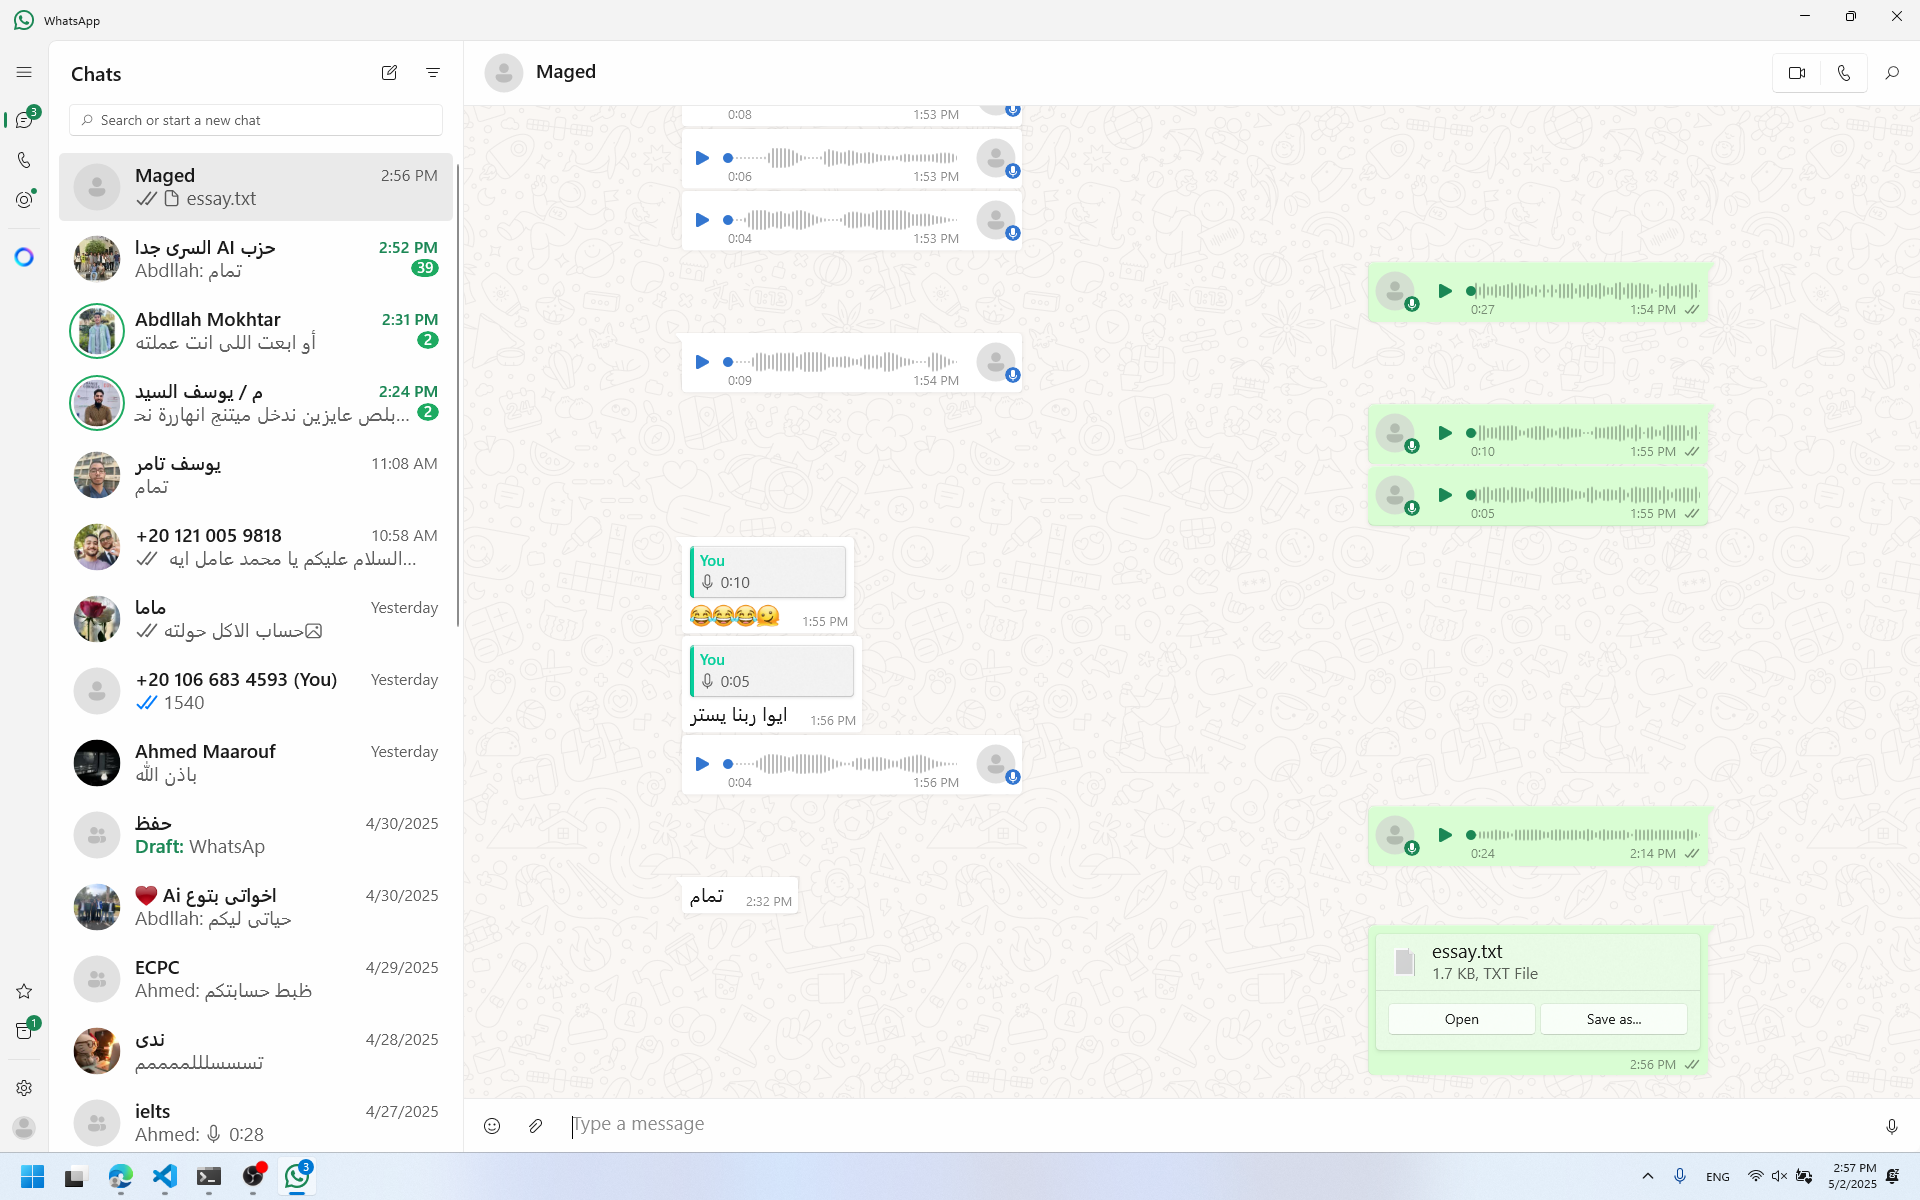 WhatsApp
Chats
Search or start a new chat
3
1
Maged
2:56 PM
essay.txt
حزب AI السرى جدا
2:52 PM
Abdllah: تمام
39
Abdllah Mokhtar
2:31 PM
أو ابعت اللى انت عملته
2
م / يوسف السيد
2:24 PM
بلص عايزين ندخل ميتنج انهاررة نح...
2
يوسف تامر
11:08 AM
تمام
+20 121 005 9818
10:58 AM
السلام عليكم يا محمد عامل ايه...
ماما
Yesterday
حساب الاكل حولته
+20 106 683 4593 (You)
Yesterday
1540
Ahmed Maarouf
Yesterday
باذن الله
حفظ
4/30/2025
Draft: WhatsAp
اخواتى بتوع Ai ❤️
4/30/2025
Abdllah: حياتى ليكم
ECPC
4/29/2025
Ahmed: ظبط حسابتكم
ندى
4/28/2025
تسسسلللمممم
ielts
4/27/2025
Ahmed: 0:28
Maged
0:08 1:53 PM
0:06 1:53 PM
0:04 1:53 PM
0:27 1:54 PM
0:09 1:54 PM
0:10 1:55 PM
0:05 1:55 PM
You
0:10
😂😂😂🫠 1:55 PM
You
0:05
ايوا ربنا يستر 1:56 PM
0:04 1:56 PM
0:24 2:14 PM
تمام 2:32 PM
essay.txt
1.7 KB, TXT File
Open Save as...
2:56 PM
Type a message
3
ENG
2:57 PM
5/2/2025